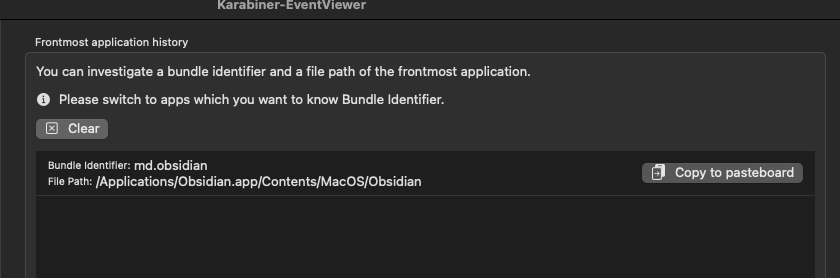 Karabiner-EventViewer
Frontmost application history
You can investigate a bundle identifier and a file path of the frontmost application.
Please switch to apps which you want to know Bundle Identifier.
Clear
Bundle Identifier: md.obsidian
File Path: /Applications/Obsidian.app/Contents/MacOS/Obsidian
Copy to pasteboard